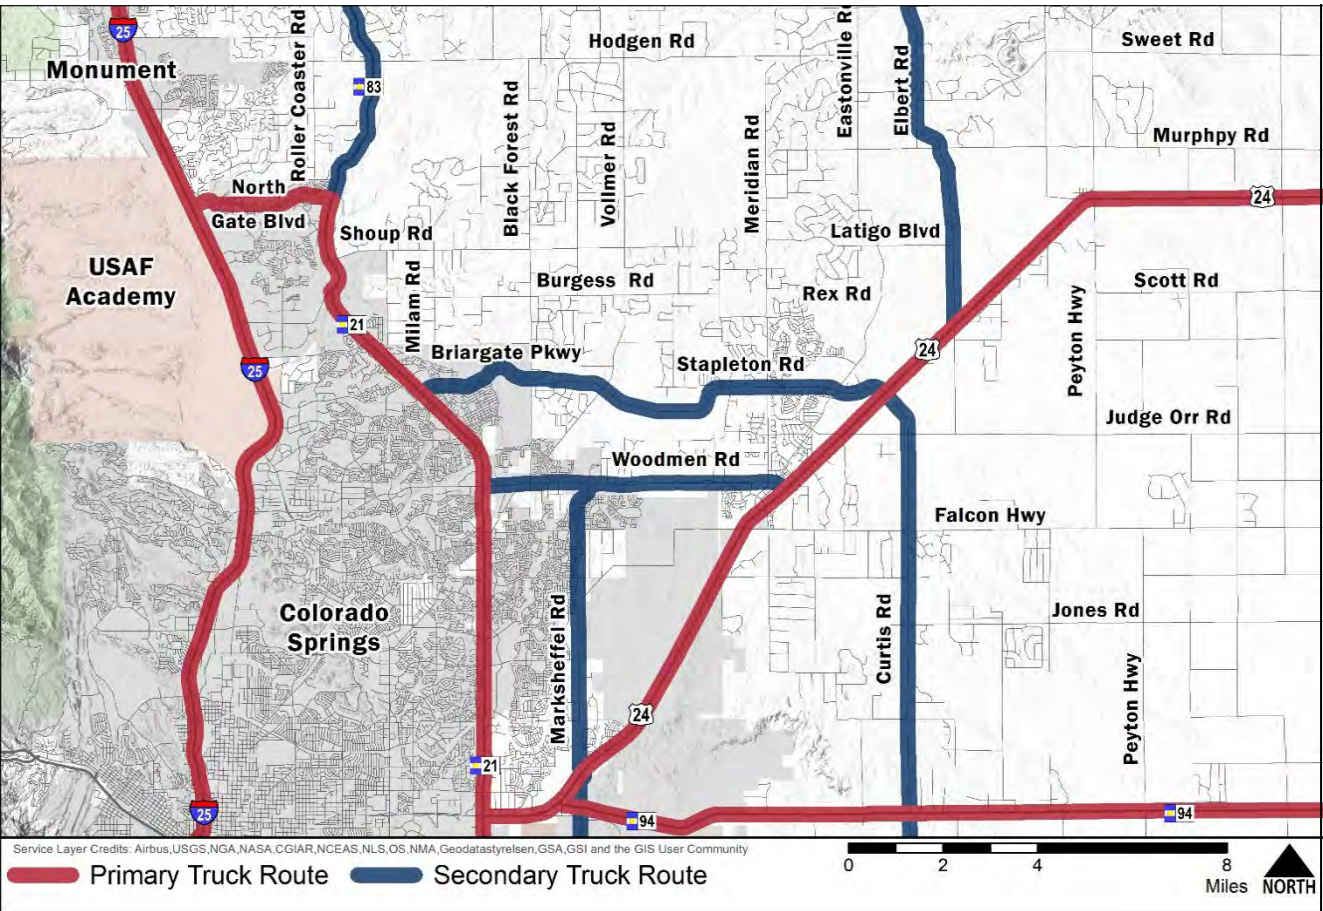 25
Hodgen Rd
Sweet Rd
Monument
83
Roller Coaster Rd
Black Forest Rd
Vollmer Rd
Meridian Rd
Eastonville Rd
Elbert Rd
Murphpy Rd
North
Gate Blvd
24
Shoup Rd
Latigo Blvd
USAF
Academy
Burgess Rd
Rex Rd
Scott Rd
Milam Rd
21
Peyton Hwy
24
Briargate Pkwy
Stapleton Rd
25
Judge Orr Rd
Woodmen Rd
Falcon Hwy
Colorado
Springs
Marksheffel Rd
Curtis Rd
Jones Rd
24
Peyton Hwy
21
25
94
94
Service Layer Credits: Airbus,USGS,NGA,NASA,CGIAR,NCEAS,NLS,OS,NMA,Geodatastyrelsen,GSA,GSI and the GIS User Community
Primary Truck Route
Secondary Truck Route
0 2 4 8
Miles
NORTH